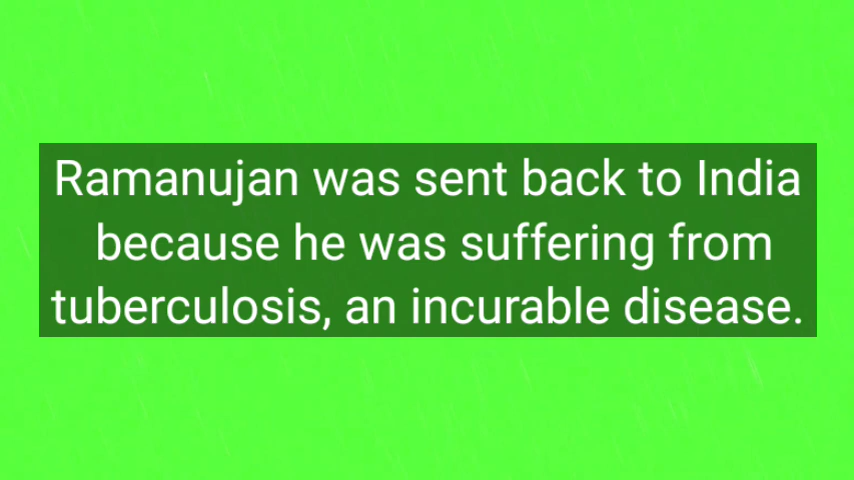 Ramanujan was sent back to India
because he was suffering from
tuberculosis, an incurable disease.